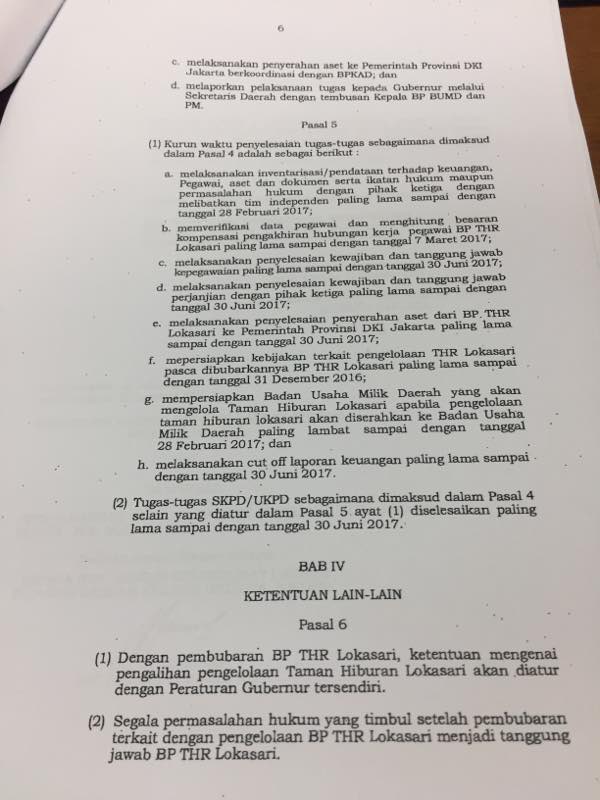 6
c. melaksanakan penyerahan aset ke Pemerintah Provinsi DKI
Jakarta berkoordinasi dengan BPKAD; dan
d. melaporkan pelaksanaan tugas kepada Gubernur melalui
Sekretaris Daerah dengan tembusan Kepala BP BUMD dan
PM.
Pasal 5
(1) Kurun waktu penyelesaian tugas-tugas sebagaimana dimaksud
dalam Pasal 4 adalah sebagai berikut :
a. melaksanakan inventarisasi/pendataan terhadap keuangan,
Pegawai, aset dan dokumen serta ikatan hukum maupun
permasalahan hukum dengan pihak ketiga dengan
melibatkan tim independen paling lama sampai dengan
tanggal 28 Februari 2017;
b. memverifikasi data pegawai dan menghitung besaran
kompensasi pengakhiran hubungan kerja pegawai BP THR
Lokasari paling lama sampai dengan tanggal 7 Maret 2017;
c. melaksanakan penyelesaian kewajiban dan tanggung jawab
kepegawaian paling lama sampai dengan tanggal 30 Juni 2017;
d. melaksanakan penyelesaian kewajiban dan tanggung jawab
perjanjian dengan pihak ketiga paling lama sampai dengan
tanggal 30 Juni 2017;
e. melaksanakan penyelesaian penyerahan aset dari BP. THR
Lokasari ke Pemerintah Provinsi DKI Jakarta paling lama
sampai dengan tanggal 30 Juni 2017;
f. mepersiapkan kebijakan terkait pengelolaan THR Lokasari
pasca dibubarkannya BP THR Lokasari paling lama sampai
dengan tanggal 31 Desember 2016;
g. mempersiapkan Badan Usaha Milik Daerah yang akan
mengelola Taman Hiburan Lokasari apabila pengelolaan
taman hiburan lokasari akan diserahkan ke Badan Usaha
Milik Daerah paling lambat sampai dengan tanggal
28 Februari 2017; dan
h. melaksanakan cut off laporan keuangan paling lama sampai
dengan tanggal 30 Juni 2017.
(2) Tugas-tugas SKPD/UKPD sebagaimana dimaksud dalam Pasal 4
selain yang diatur dalam Pasal 5 ayat (1) diselesaikan paling
lama sampai dengan tanggal 30 Juni 2017.
BAB IV
KETENTUAN LAIN-LAIN
Pasal 6
(1) Dengan pembubaran BP THR Lokasari, ketentuan mengenai
pengalihan pengelolaan Taman Hiburan Lokasari akan diatur
dengan Peraturan Gubernur tersendiri.
(2) Segala permasalahan hukum yang timbul setelah pembubaran
terkait dengan pengelolaan BP THR Lokasari menjadi tanggung
jawab BP THR Lokasari.